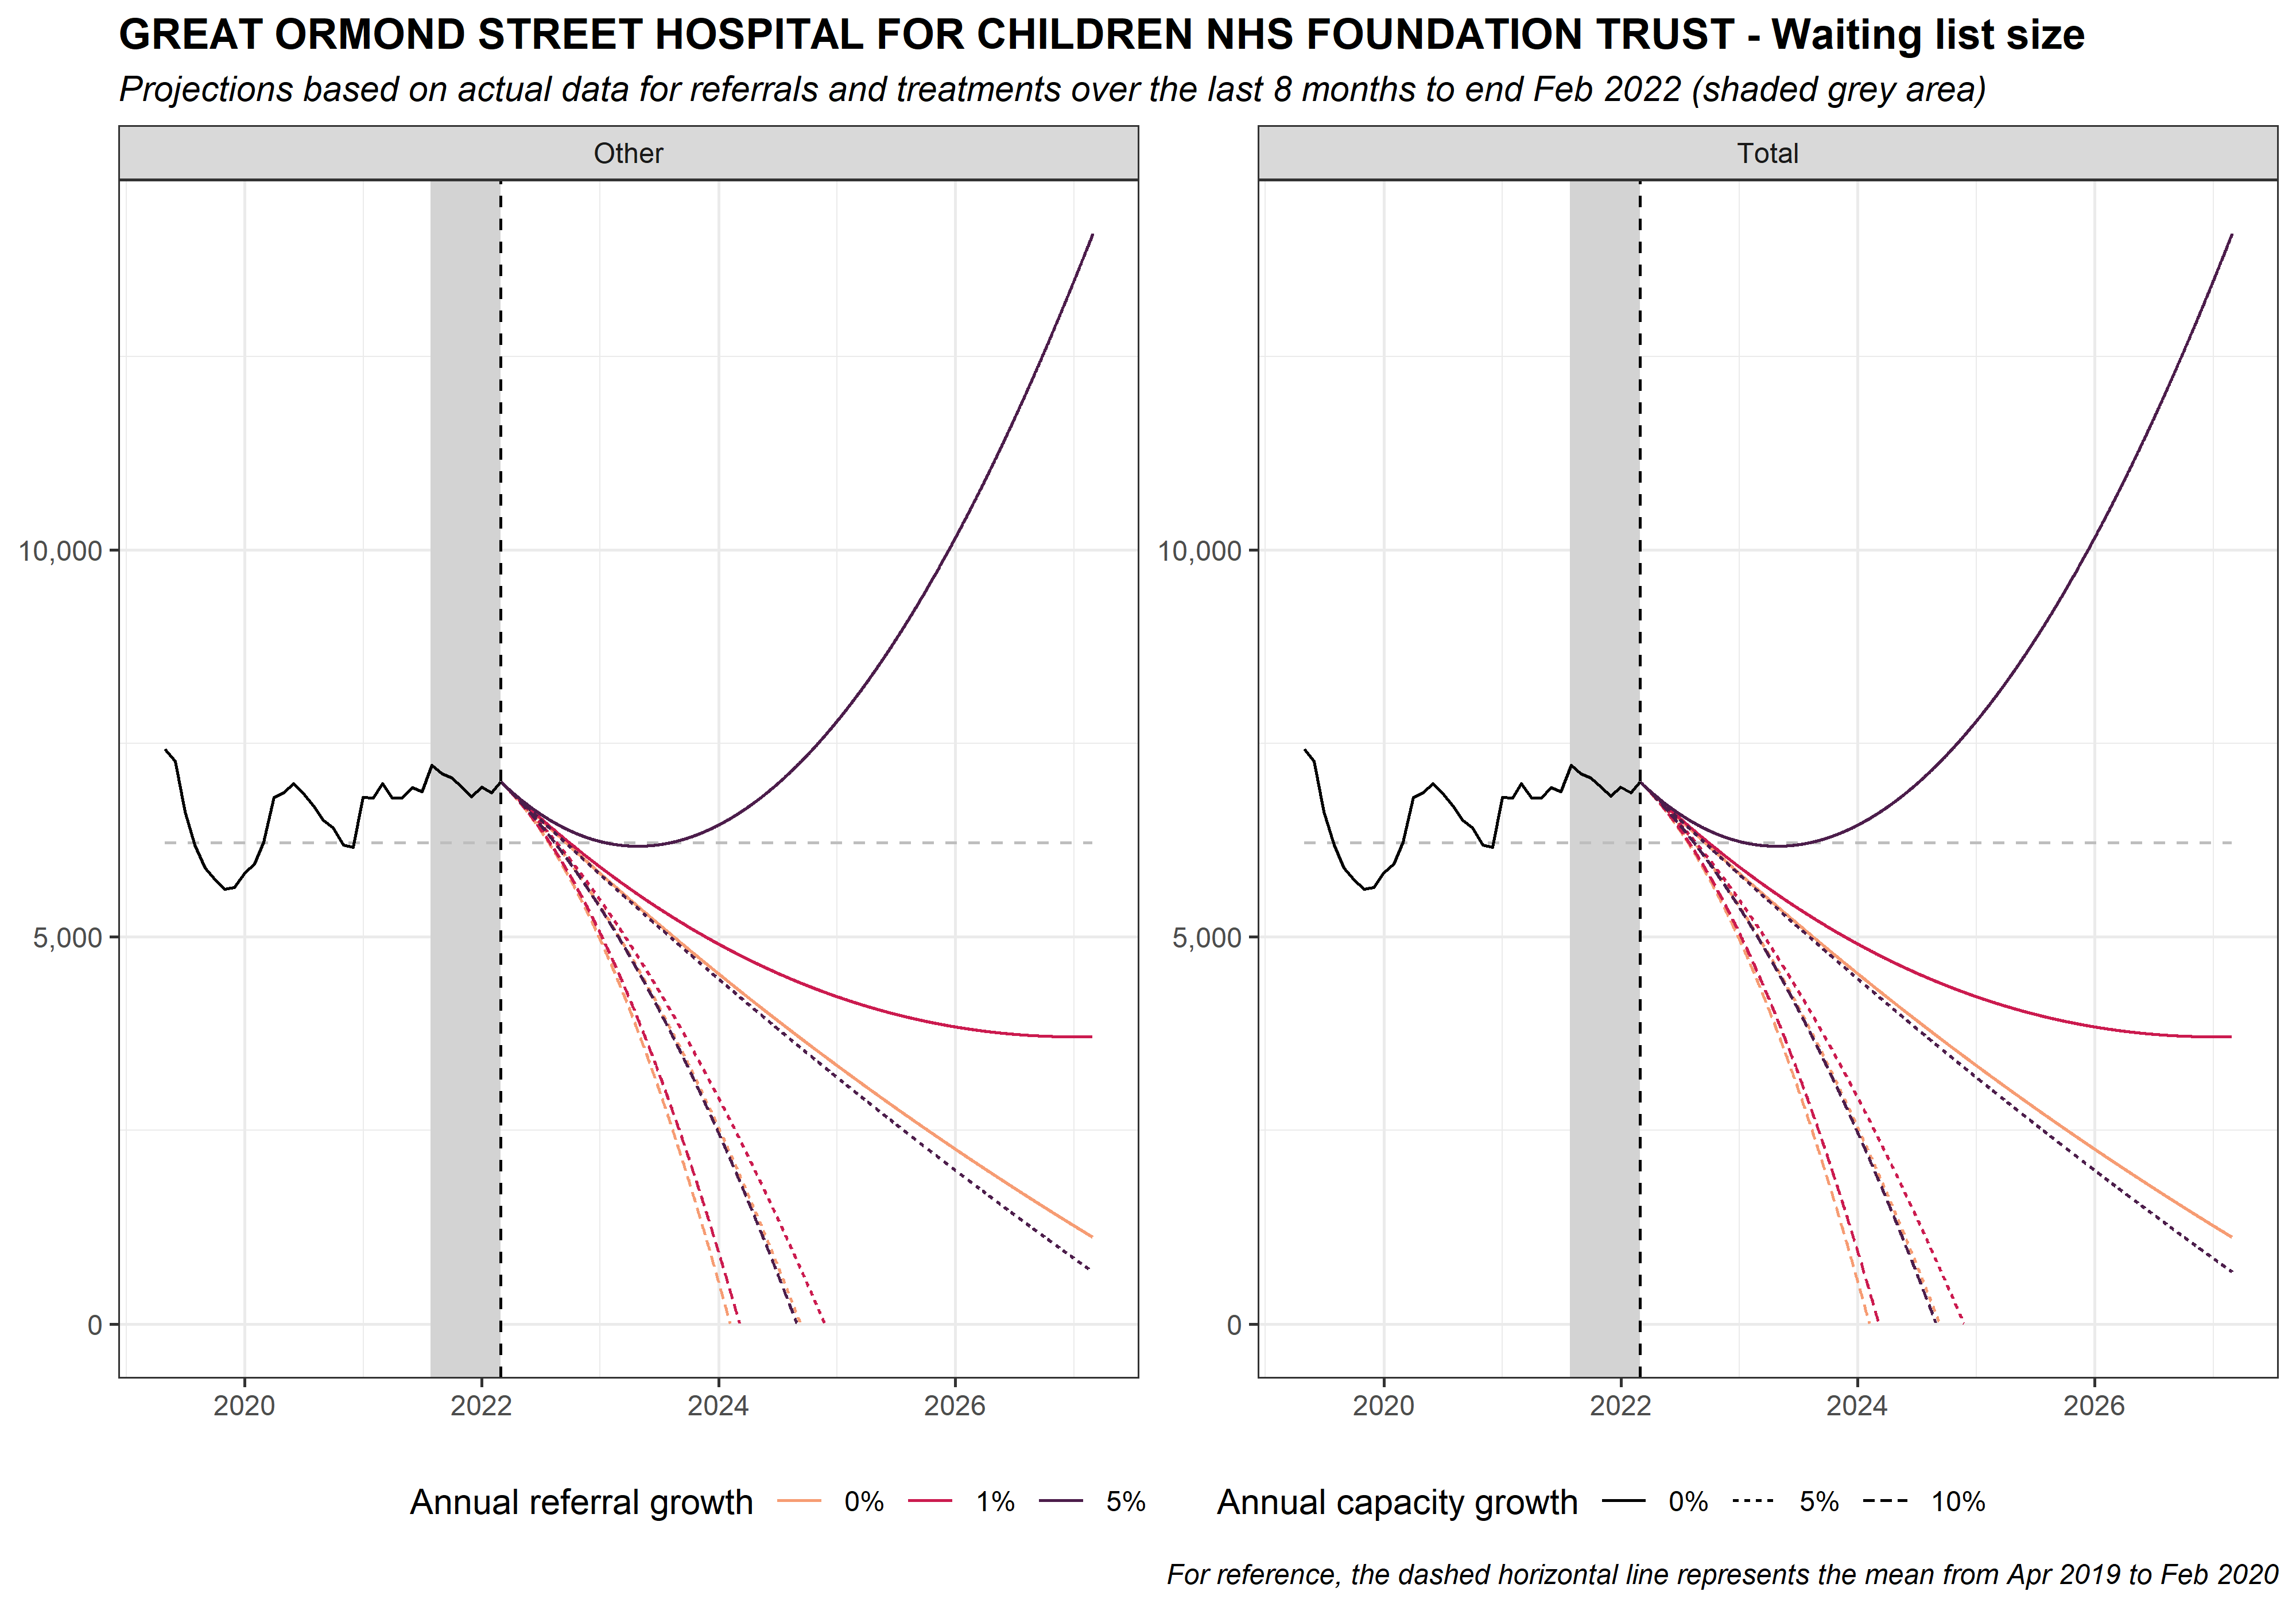 GREAT ORMOND STREET HOSPITAL FOR CHILDREN NHS FOUNDATION TRUST - Waiting list size
Projections based on actual data for referrals and treatments over the last 8 months to end Feb 2022 (shaded grey area)
Other
Total
10,000
5,000
0
10,000
5,000
0
2020 2022 2024 2026
2020 2022 2024 2026
Annual referral growth 0% 1% 5%
Annual capacity growth 0% 5% 10%
For reference, the dashed horizontal line represents the mean from Apr 2019 to Feb 2020